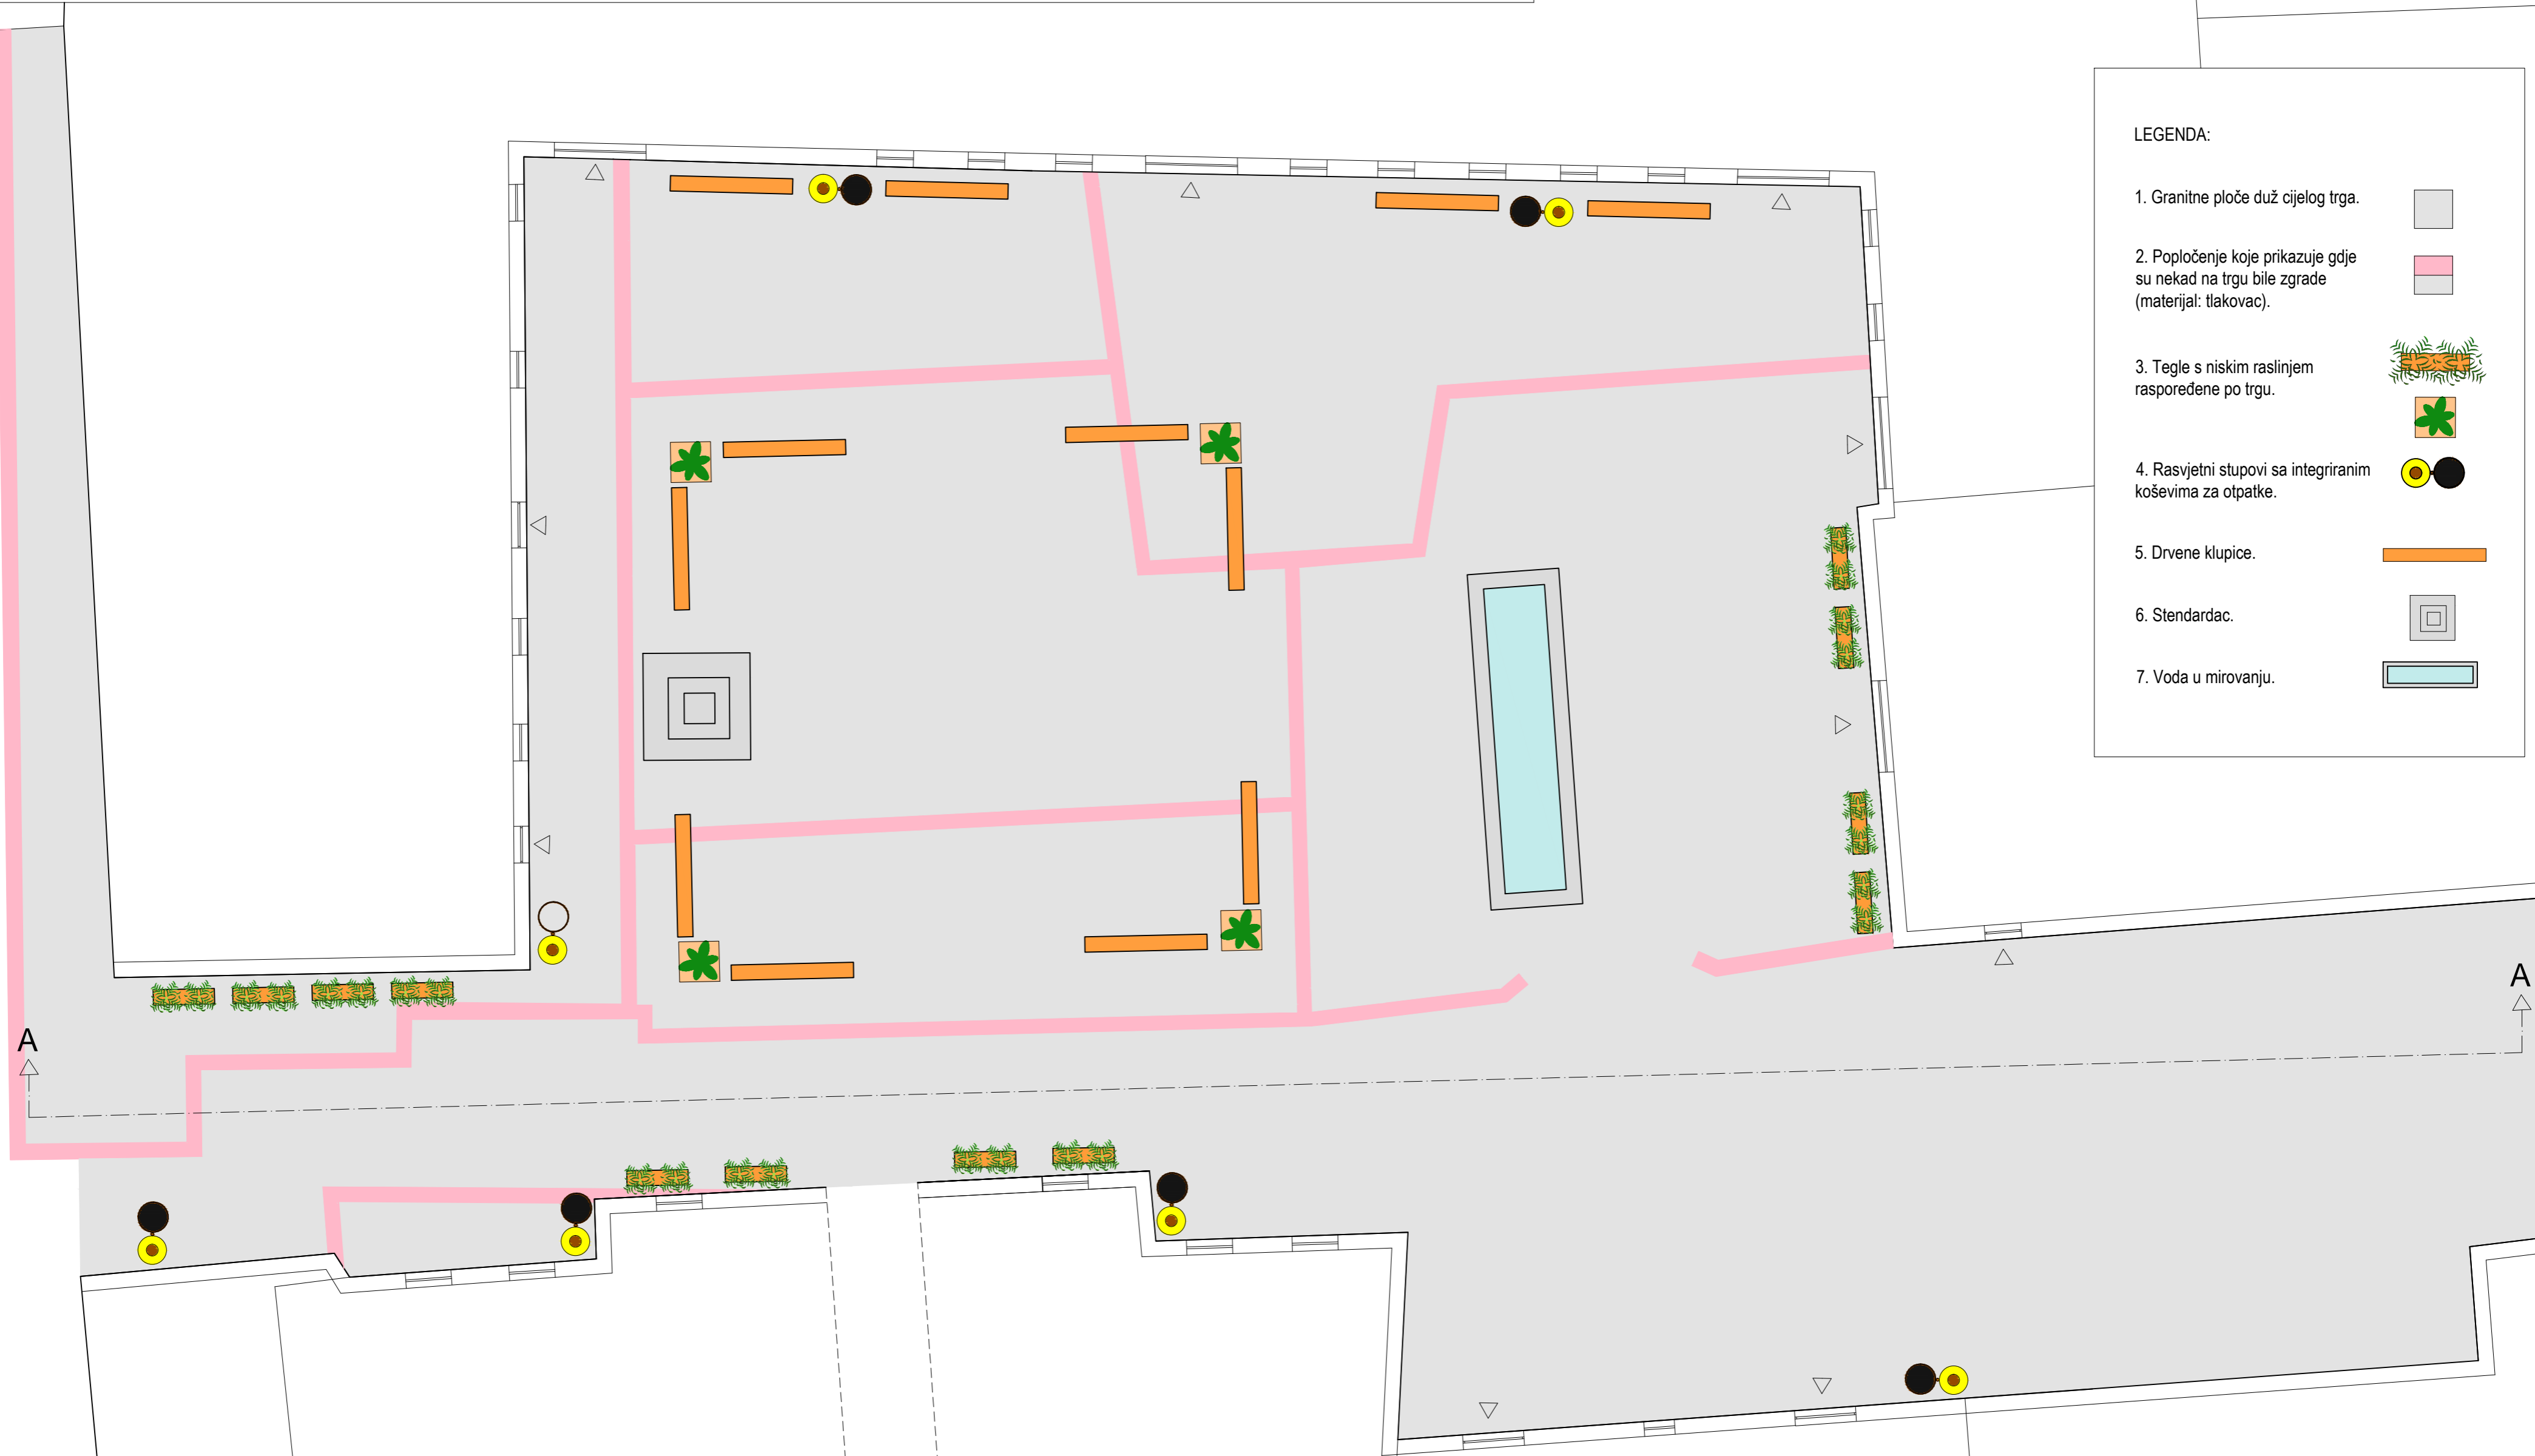 LEGENDA:
1. Granitne ploče duž cijelog trga.
2. Popločenje koje prikazuje gdje
su nekad na trgu bile zgrade
(materijal: tlakovac).
3. Tegle s niskim raslinjem
raspoređene po trgu.
4. Rasvjetni stupovi sa integriranim
koševima za otpatke.
5. Drvene klupice.
6. Stendardac.
7. Voda u mirovanju.
A
A